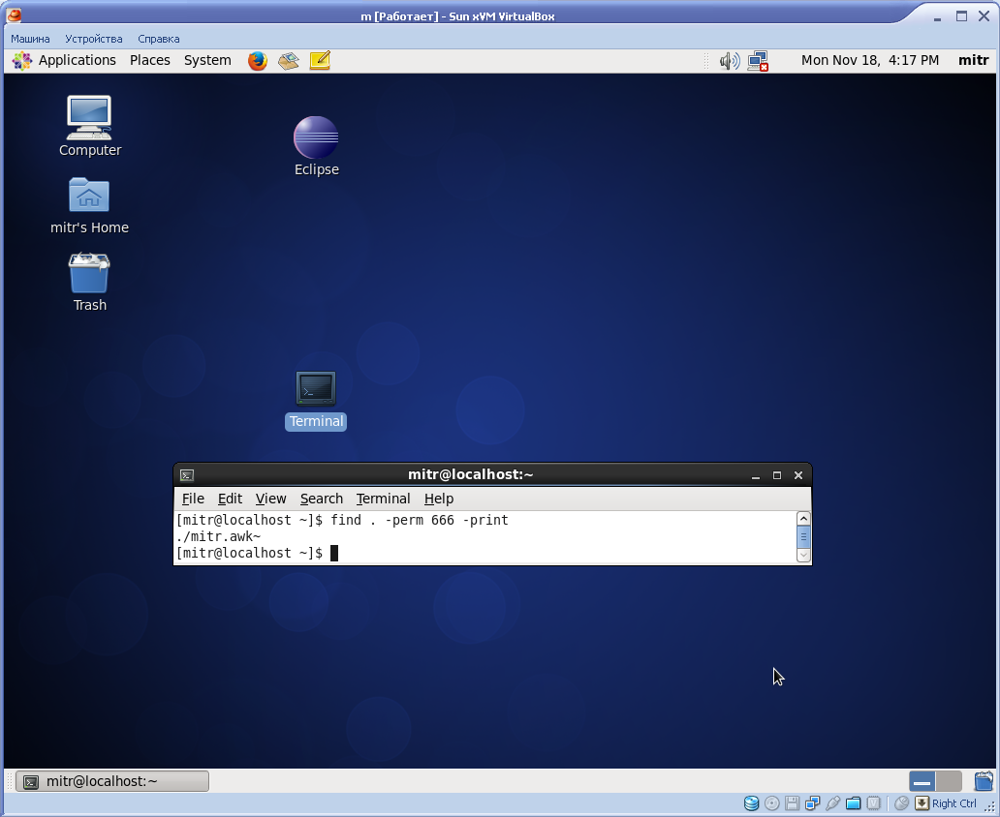 m [Работает] - Sun xVM VirtualBox
Машина Устройства Справка
Applications Places System Mon Nov 18, 4:17 PM mitr
Computer
Eclipse
mitr's Home
Trash
Terminal
mitr@localhost:~
File Edit View Search Terminal Help
[mitr@localhost ~]$ find . -perm 666 -print
./mitr.awk~
[mitr@localhost ~]$
mitr@localhost:~
Right Ctrl